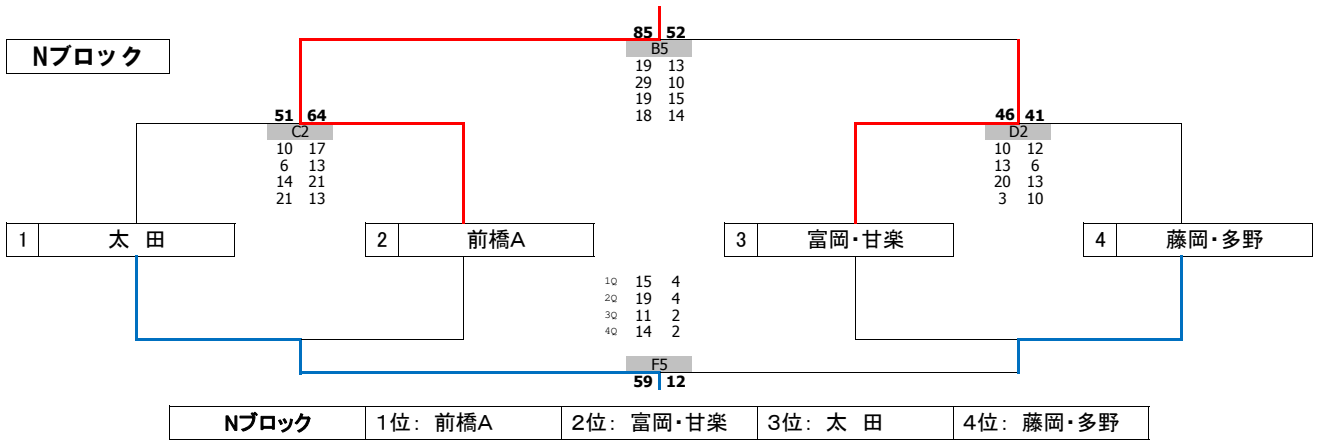 Nブロック
85 52
B5
19 13
29 10
19 15
18 14
51 64
C2
10 17
6 13
14 21
21 13
46 41
D2
10 12
13 6
20 13
3 10
1 太 田
2 前橋A
3 富岡・甘楽
4 藤岡・多野
1Q 15 4
2Q 19 4
3Q 11 2
4Q 14 2
F5
59 12
Nブロック 1位: 前橋A 2位: 富岡・甘楽 3位: 太 田 4位: 藤岡・多野